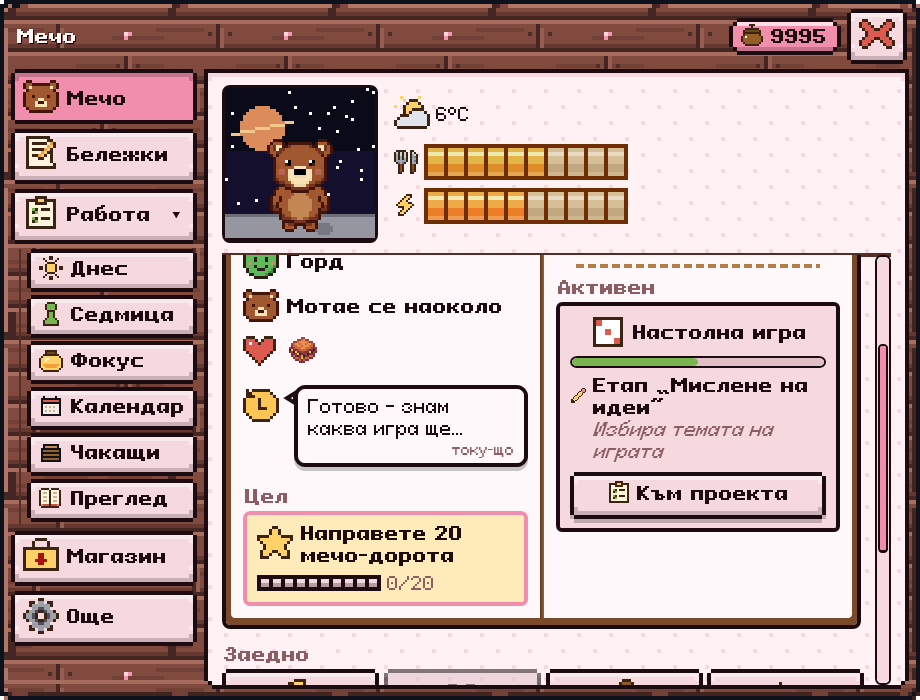 Мечо
9995
Мечо
Бележки
Работа
Днес
Седмица
Фокус
Календар
Чакащи
Преглед
Магазин
Още
6°C
Горд
Мотае се наоколо
Готово - знам
каква игра ще...
току-що
Цел
Направете 20
мечо-дорота
0/20
Активен
Настолна игра
Етап „Мислене на
идеи“
Избира темата на
играта
Към проекта
Заедно